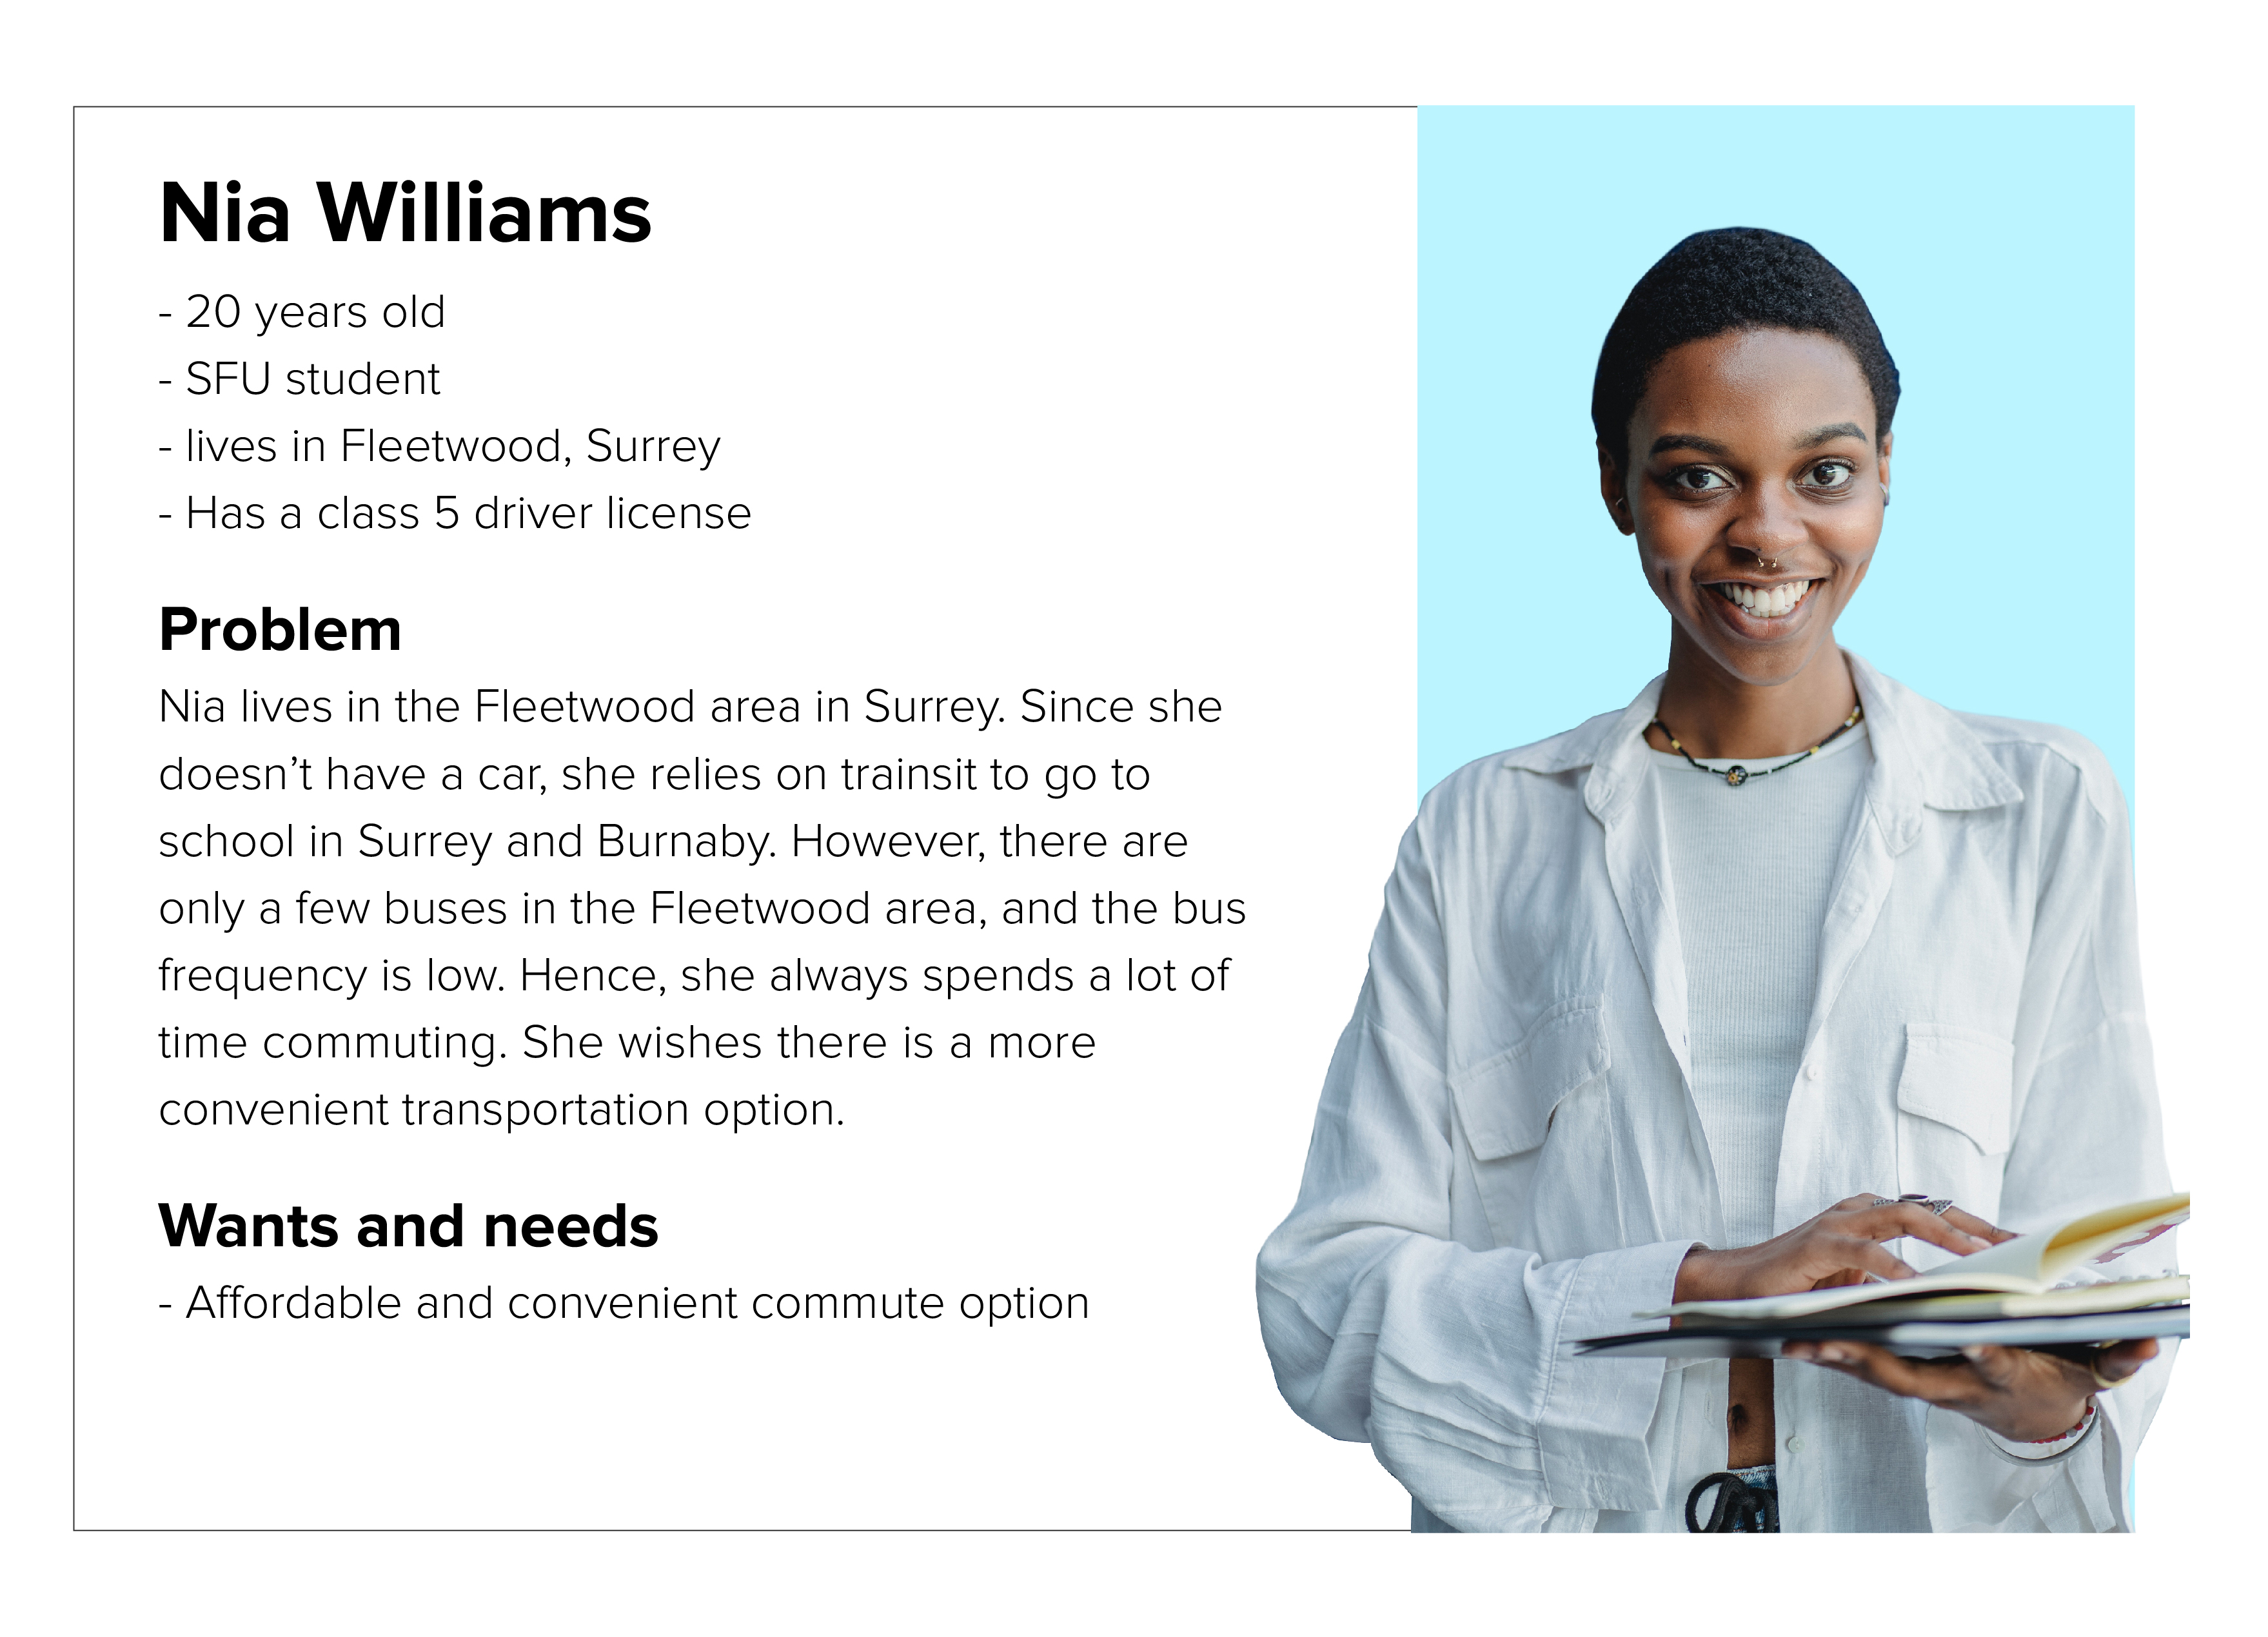 Nia Williams
- 20 years old
- SFU student
- lives in Fleetwood, Surrey
- Has a class 5 driver license
Problem
Nia lives in the Fleetwood area in Surrey. Since she
doesn’t have a car, she relies on trainsit to go to
school in Surrey and Burnaby. However, there are
only a few buses in the Fleetwood area, and the bus
frequency is low. Hence, she always spends a lot of
time commuting. She wishes there is a more
convenient transportation option.
Wants and needs
- Affordable and convenient commute option